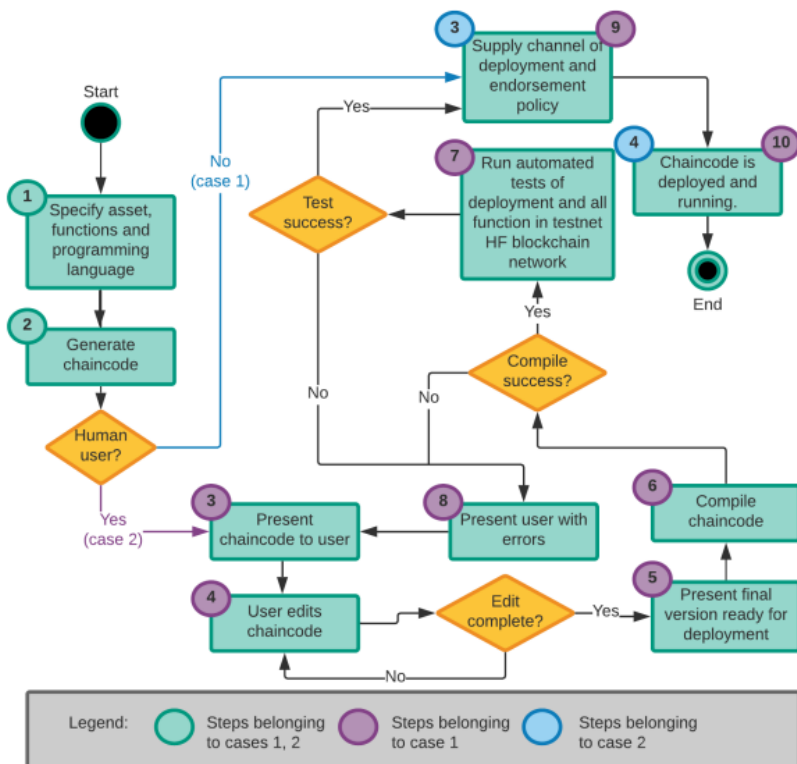 Start
1
Specify asset,
functions and
programming
language
2
Generate
chaincode
Human
user?
No
(case 1)
Yes
(case 2)
3
9
Supply channel of
deployment and
endorsement
policy
4
10
Chaincode is
deployed and
running.
End
7
Run automated
tests of
deployment and all
function in testnet
HF blockchain
network
Yes
Test
success?
No
Yes
Compile
success?
No
6
Compile
chaincode
3
Present
chaincode to user
8
Present user with
errors
4
User edits
chaincode
Edit
complete?
Yes
No
5
Present final
version ready for
deployment
Legend:
Steps belonging
to cases 1, 2
Steps belonging
to case 1
Steps belonging
to case 2